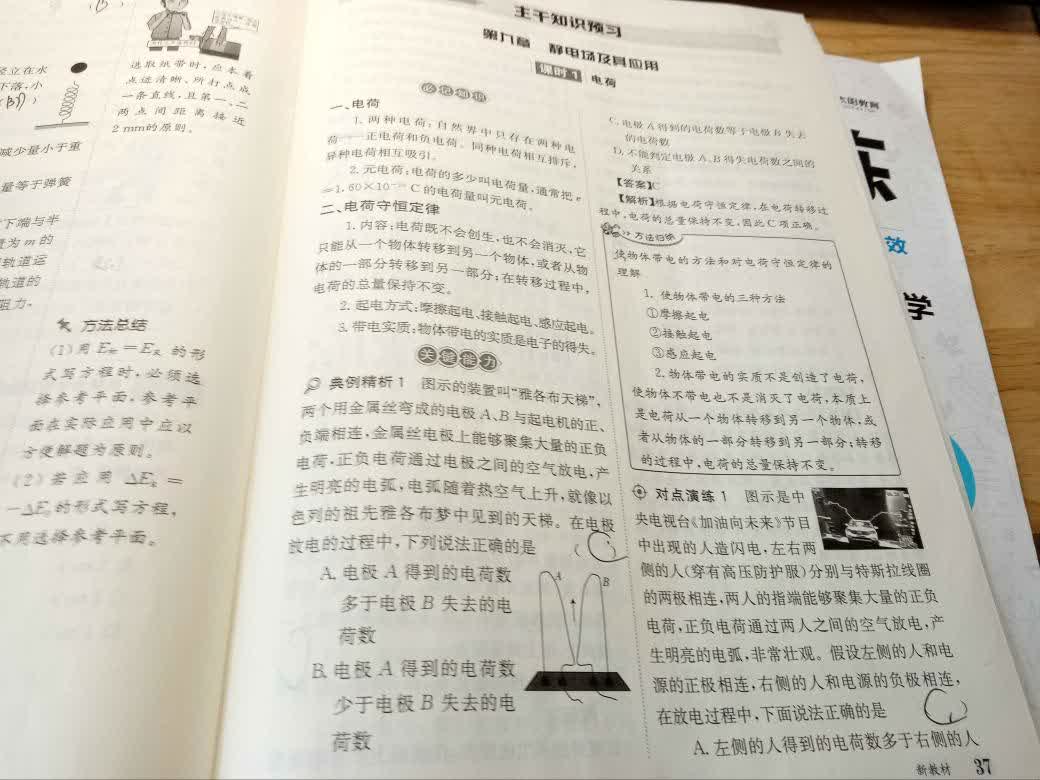 (B)
选取纸带时,应本着
点迹清晰、所打点成
一条直线,且第一、二
两点间距离接近
2 mm的原则。
竖立在水
下落,小
(BD)
减少量小于重
量等于弹簧
下端与半
量为m的
轨道运
轨道的
阻力。
方法总结
(1)用 E末=E初 的形
式写方程时,必须选
择参考平面,参考平
面在实际应用中应以
方便解题为原则。
(2)若应用 ΔEk=
-ΔEp的形式写方程,
不用选择参考平面。
主干知识预习
第九章 静电场及其应用
课时1 电荷
必备知识
一、电荷
1. 两种电荷:自然界中只存在两种电
荷——正电荷和负电荷。同种电荷相互排斥,
异种电荷相互吸引。
2. 元电荷:电荷的多少叫电荷量,通常把e
=1.60×10⁻¹⁹ C的电荷量叫元电荷。
二、电荷守恒定律
1. 内容:电荷既不会创生,也不会消灭,它
只能从一个物体转移到另一个物体,或者从物
体的一部分转移到另一部分;在转移过程中,
电荷的总量保持不变。
2. 起电方式:摩擦起电、接触起电、感应起电。
3. 带电实质:物体带电的实质是电子的得失。
关键能力
典例精析1 图示的装置叫“雅各布天梯”,
两个用金属丝弯成的电极A、B与起电机的正、
负端相连,金属丝电极上能够聚集大量的正负
电荷,正负电荷通过电极之间的空气放电,产
生明亮的电弧,电弧随着热空气上升,就像以
色列的祖先雅各布梦中见到的天梯。在电极
放电的过程中,下列说法正确的是 ( C
A. 电极A得到的电荷数
多于电极B失去的电
荷数
B. 电极A得到的电荷数
少于电极B失去的电
荷数
A
B
C. 电极A得到的电荷数等于电极B失去
的电荷数
D. 不能判定电极A、B得失电荷数之间的
关系
【答案】C
【解析】根据电荷守恒定律,在电荷转移过
程中,电荷的总量保持不变,因此C项正确。
方法归纳
使物体带电的方法和对电荷守恒定律的
理解
1. 使物体带电的三种方法
①摩擦起电
②接触起电
③感应起电
2. 物体带电的实质不是创造了电荷,
使物体不带电也不是消灭了电荷,本质上
是电荷从一个物体转移到另一个物体,或
者从物体的一部分转移到另一部分;转移
的过程中,电荷的总量保持不变。
对点演练1 图示是中
央电视台《加油向未来》节目
中出现的人造闪电,左右两
侧的人(穿有高压防护服)分别与特斯拉线圈
的两极相连,两人的指端能够聚集大量的正负
电荷,正负电荷通过两人之间的空气放电,产
生明亮的电弧,非常壮观。假设左侧的人和电
源的正极相连,右侧的人和电源的负极相连,
在放电过程中,下面说法正确的是 C
A. 左侧的人得到的电荷数多于右侧的人
新教材 37
教育
效
学